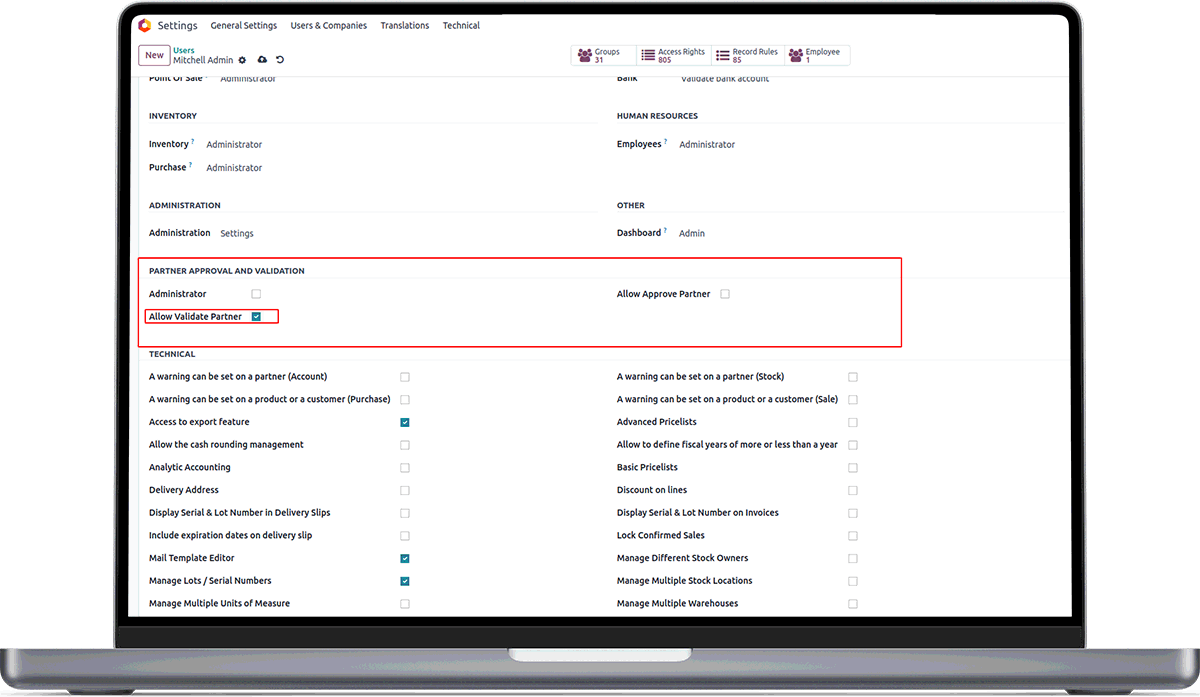 Settings General Settings Users & Companies Translations Technical
New Users Groups Access Rights Record Rules Employee
Mitchell Admin 31 805 85 1
Point Of Sale ? Administrator Bank Validate bank account
INVENTORY HUMAN RESOURCES
Inventory ? Administrator Employees ? Administrator
Purchase ? Administrator
ADMINISTRATION OTHER
Administration Settings Dashboard ? Admin
PARTNER APPROVAL AND VALIDATION
Administrator Allow Approve Partner
Allow Validate Partner
TECHNICAL
A warning can be set on a partner (Account) A warning can be set on a partner (Stock)
A warning can be set on a product or a customer (Purchase) A warning can be set on a product or a customer (Sale)
Access to export feature Advanced Pricelists
Allow the cash rounding management Allow to define fiscal years of more or less than a year
Analytic Accounting Basic Pricelists
Delivery Address Discount on lines
Display Serial & Lot Number in Delivery Slips Display Serial & Lot Number on Invoices
Include expiration dates on delivery slip Lock Confirmed Sales
Mail Template Editor Manage Different Stock Owners
Manage Lots / Serial Numbers Manage Multiple Stock Locations
Manage Multiple Units of Measure Manage Multiple Warehouses